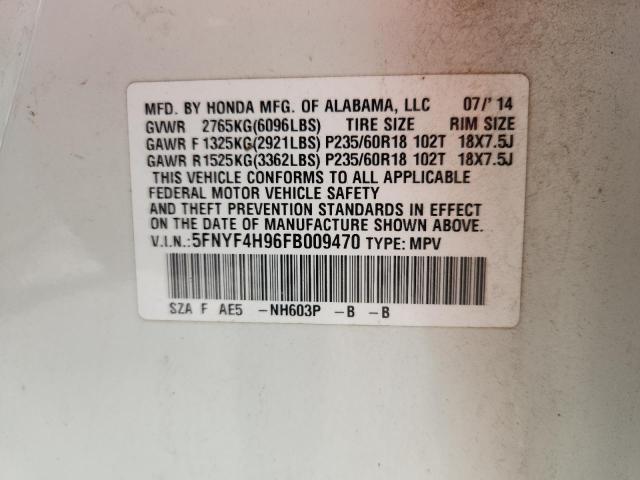 MFD. BY HONDA MFG. OF ALABAMA, LLC 07/'14
GVWR 2765KG(6096LBS) TIRE SIZE RIM SIZE
GAWR F 1325KG(2921LBS) P235/60R18 102T 18X7.5J
GAWR R 1525KG(3362LBS) P235/60R18 102T 18X7.5J
THIS VEHICLE CONFORMS TO ALL APPLICABLE
FEDERAL MOTOR VEHICLE SAFETY
AND THEFT PREVENTION STANDARDS IN EFFECT
ON THE DATE OF MANUFACTURE SHOWN ABOVE.
V.I.N.:5FNYF4H96FB009470 TYPE: MPV
SZA F AE5 -NH603P -B -B